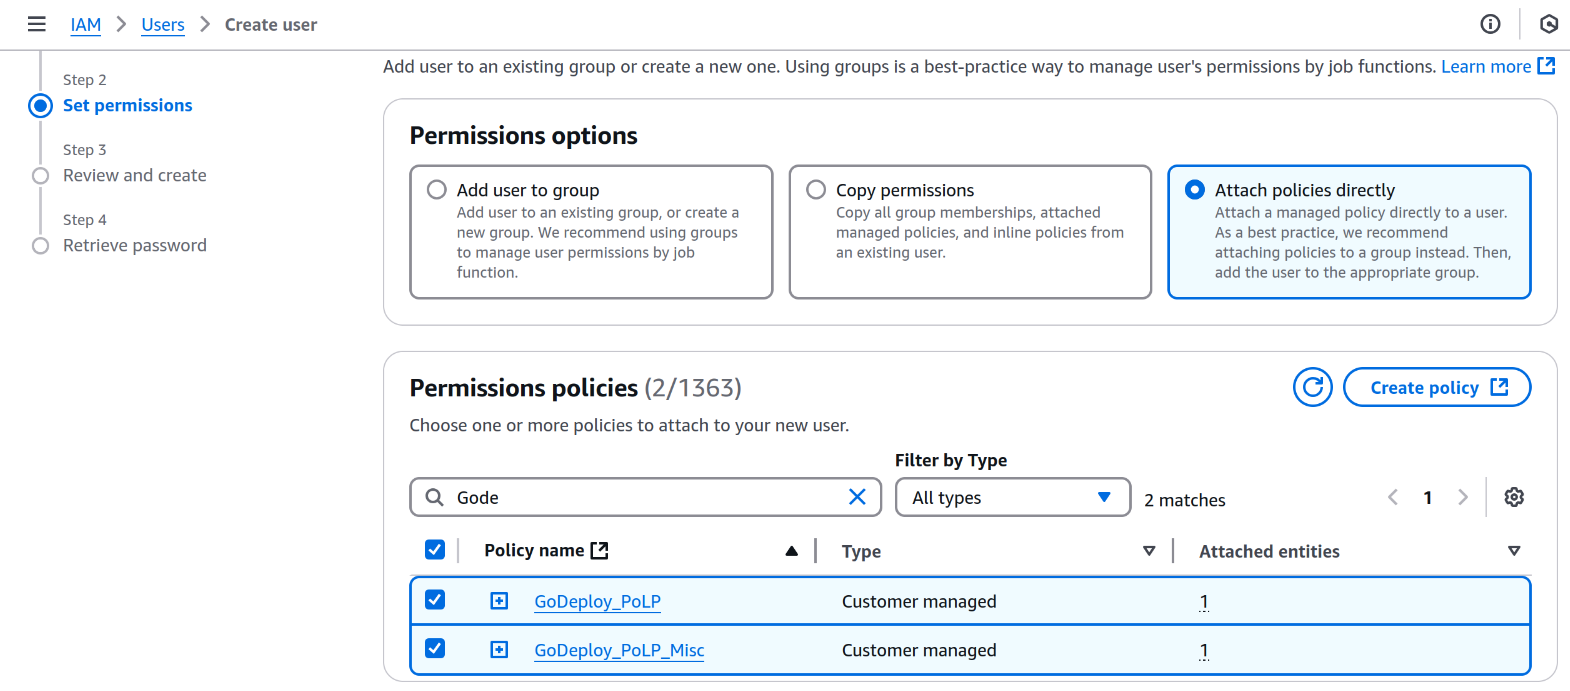 IAM > Users > Create user
Step 2
Set permissions
Step 3
Review and create
Step 4
Retrieve password
Add user to an existing group or create a new one. Using groups is a best-practice way to manage user's permissions by job functions. Learn more
Permissions options
Add user to group
Add user to an existing group, or create a
new group. We recommend using groups
to manage user permissions by job
function.
Copy permissions
Copy all group memberships, attached
managed policies, and inline policies from
an existing user.
Attach policies directly
Attach a managed policy directly to a user.
As a best practice, we recommend
attaching policies to a group instead. Then,
add the user to the appropriate group.
Permissions policies (2/1363)
Create policy
Choose one or more policies to attach to your new user.
Filter by Type
Gode
All types
2 matches
1
Policy name Type Attached entities
GoDeploy_PoLP Customer managed 1
GoDeploy_PoLP_Misc Customer managed 1